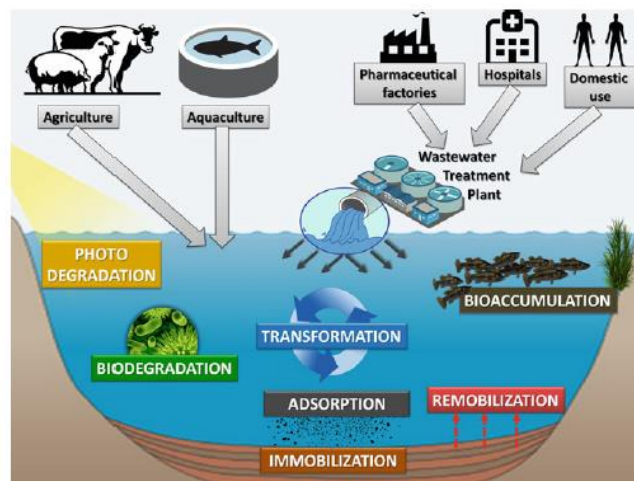 Agriculture
Aquaculture
Pharmaceutical
factories
Hospitals
Domestic
use
Wastewater
Treatment
Plant
PHOTO
DEGRADATION
BIOACCUMULATION
TRANSFORMATION
BIODEGRADATION
ADSORPTION
REMOBILIZATION
IMMOBILIZATION